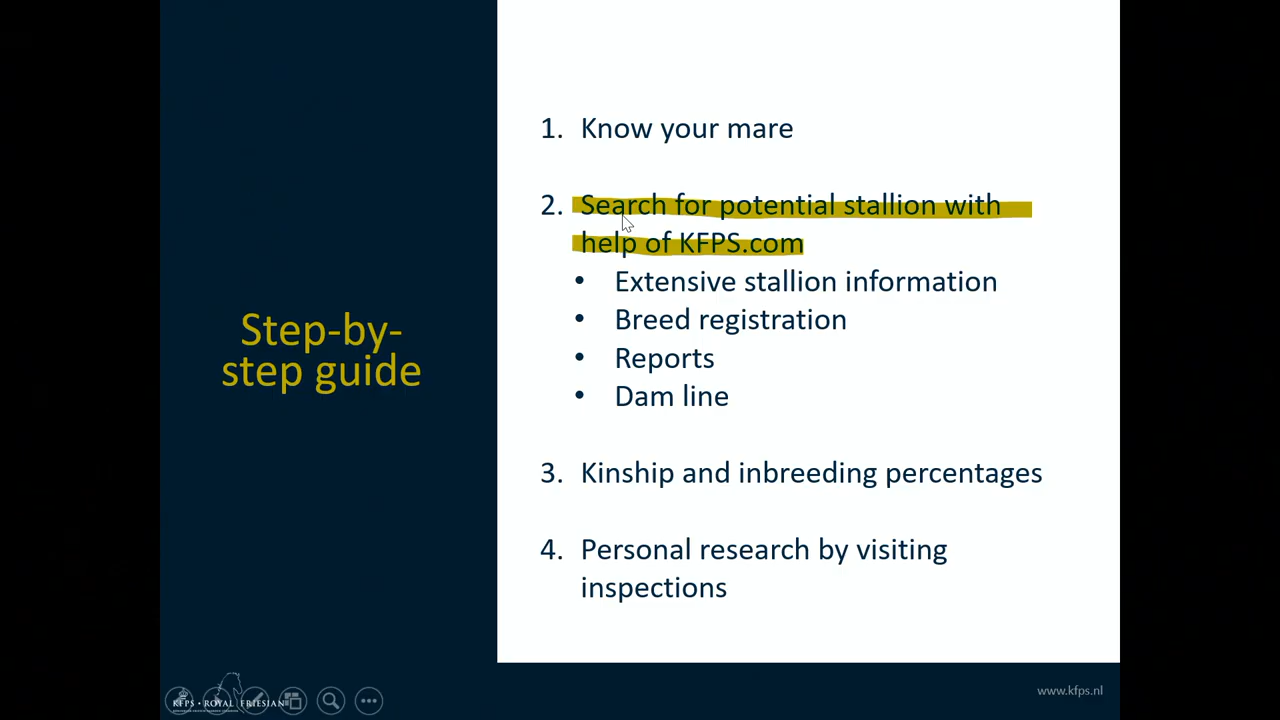 Step-by-
step guide
1. Know your mare
2. Search for potential stallion with
help of KFPS.com
• Extensive stallion information
• Breed registration
• Reports
• Dam line
3. Kinship and inbreeding percentages
4. Personal research by visiting
inspections
KFPS • ROYAL FRIESIAN
www.kfps.nl